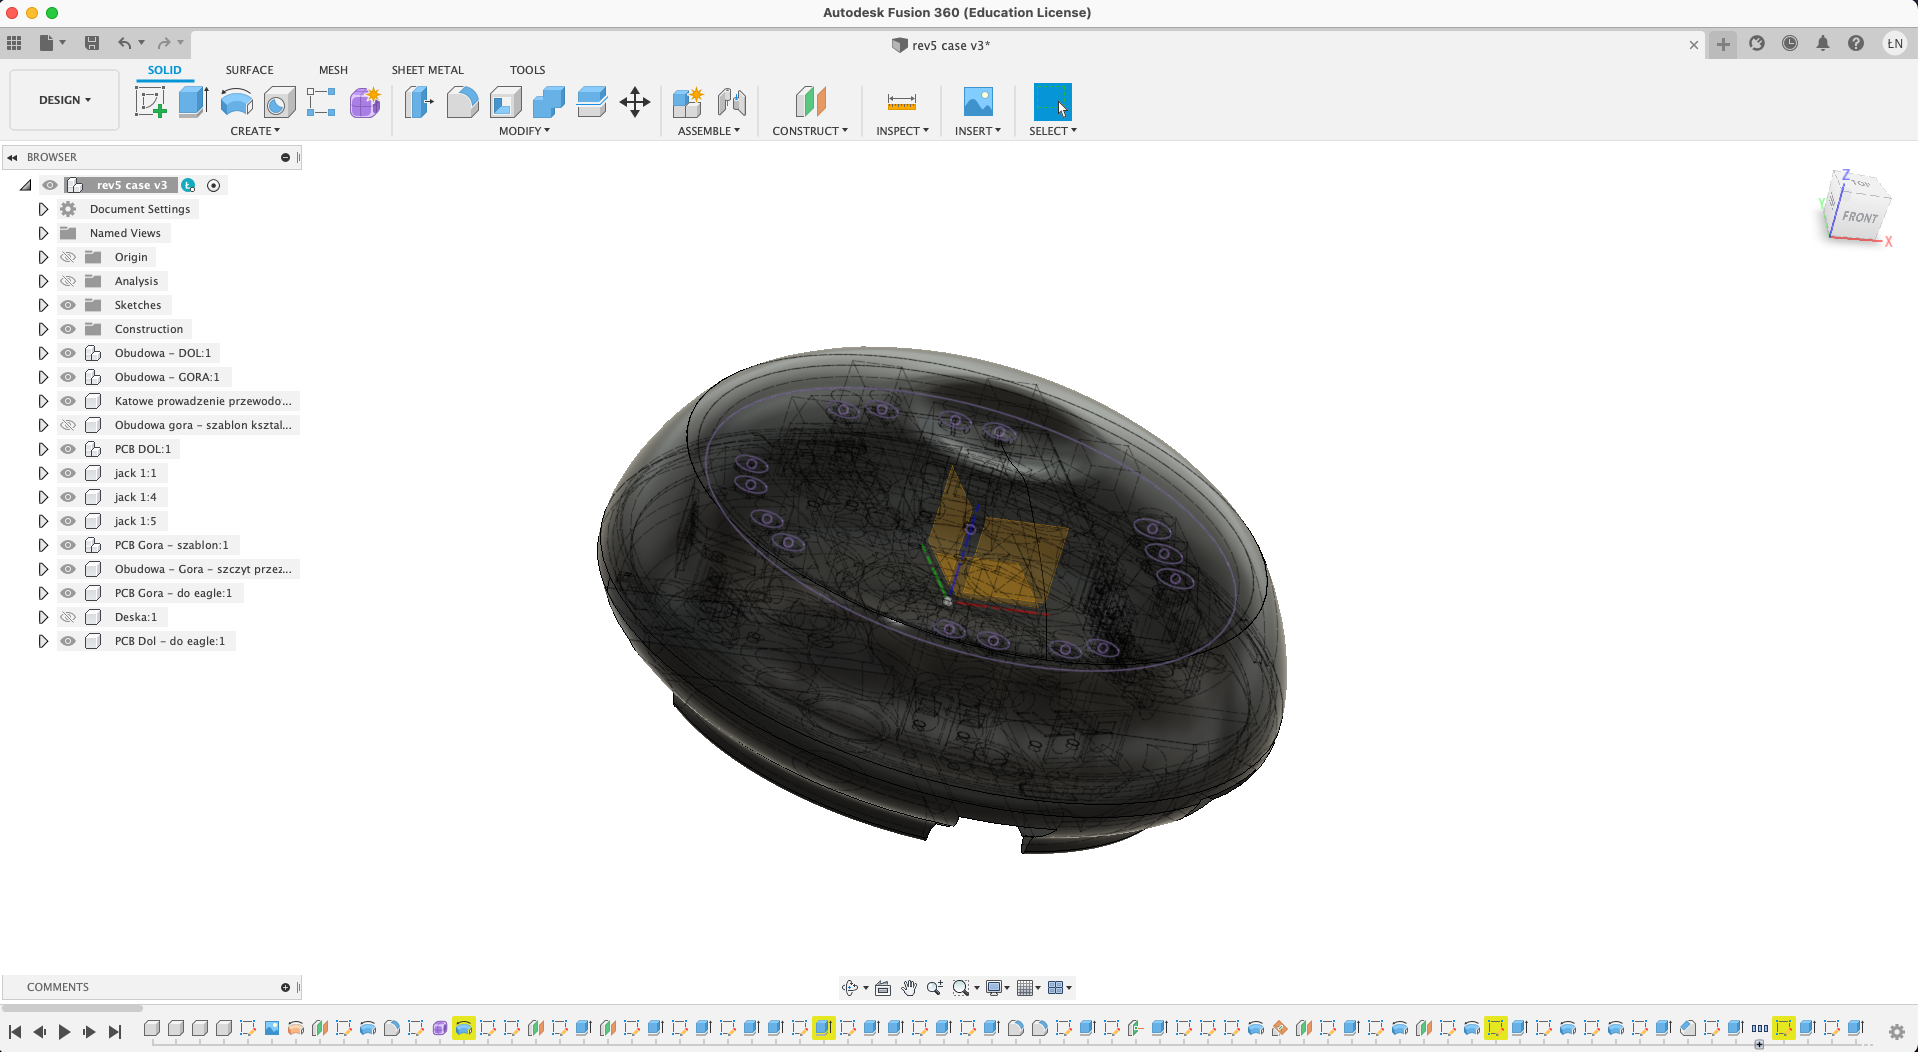 Autodesk Fusion 360 (Education License)
rev5 case v3*
ŁN
DESIGN
SOLID
SURFACE
MESH
SHEET METAL
TOOLS
CREATE
MODIFY
ASSEMBLE
CONSTRUCT
INSPECT
INSERT
SELECT
BROWSER
rev5 case v3
Document Settings
Named Views
Origin
Analysis
Sketches
Construction
Obudowa - DOL:1
Obudowa - GORA:1
Katowe prowadzenie przewodo...
Obudowa gora - szablon kształ...
PCB DOL:1
jack 1:1
jack 1:4
jack 1:5
PCB Gora - szablon:1
Obudowa - Gora - szczyt przez...
PCB Gora - do eagle:1
Deska:1
PCB Dol - do eagle:1
Z
TOP
Y
FRONT
X
COMMENTS